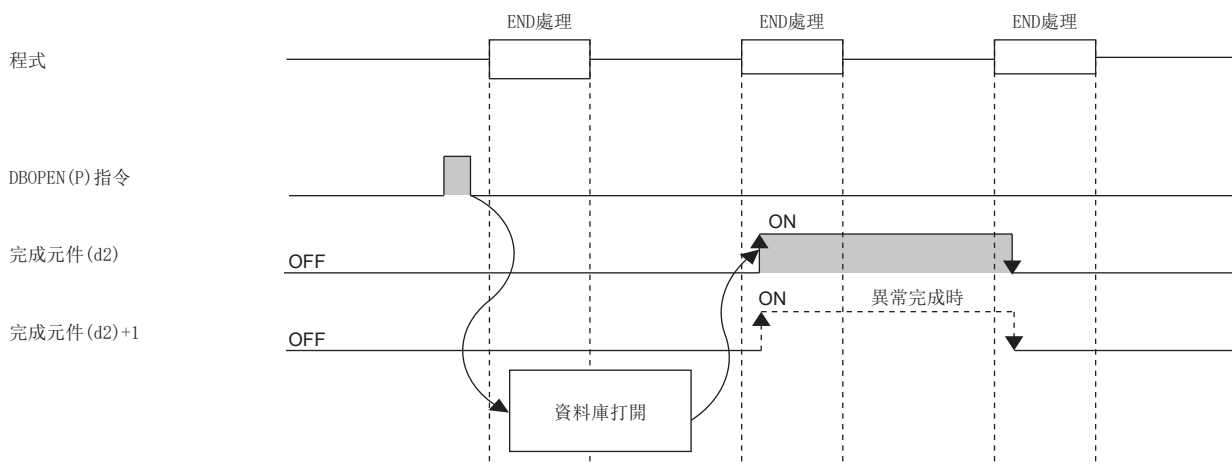 END處理
END處理
END處理
程式
DBOPEN(P)指令
完成元件(d2)
OFF
ON
完成元件(d2)+1
OFF
ON
異常完成時
資料庫打開